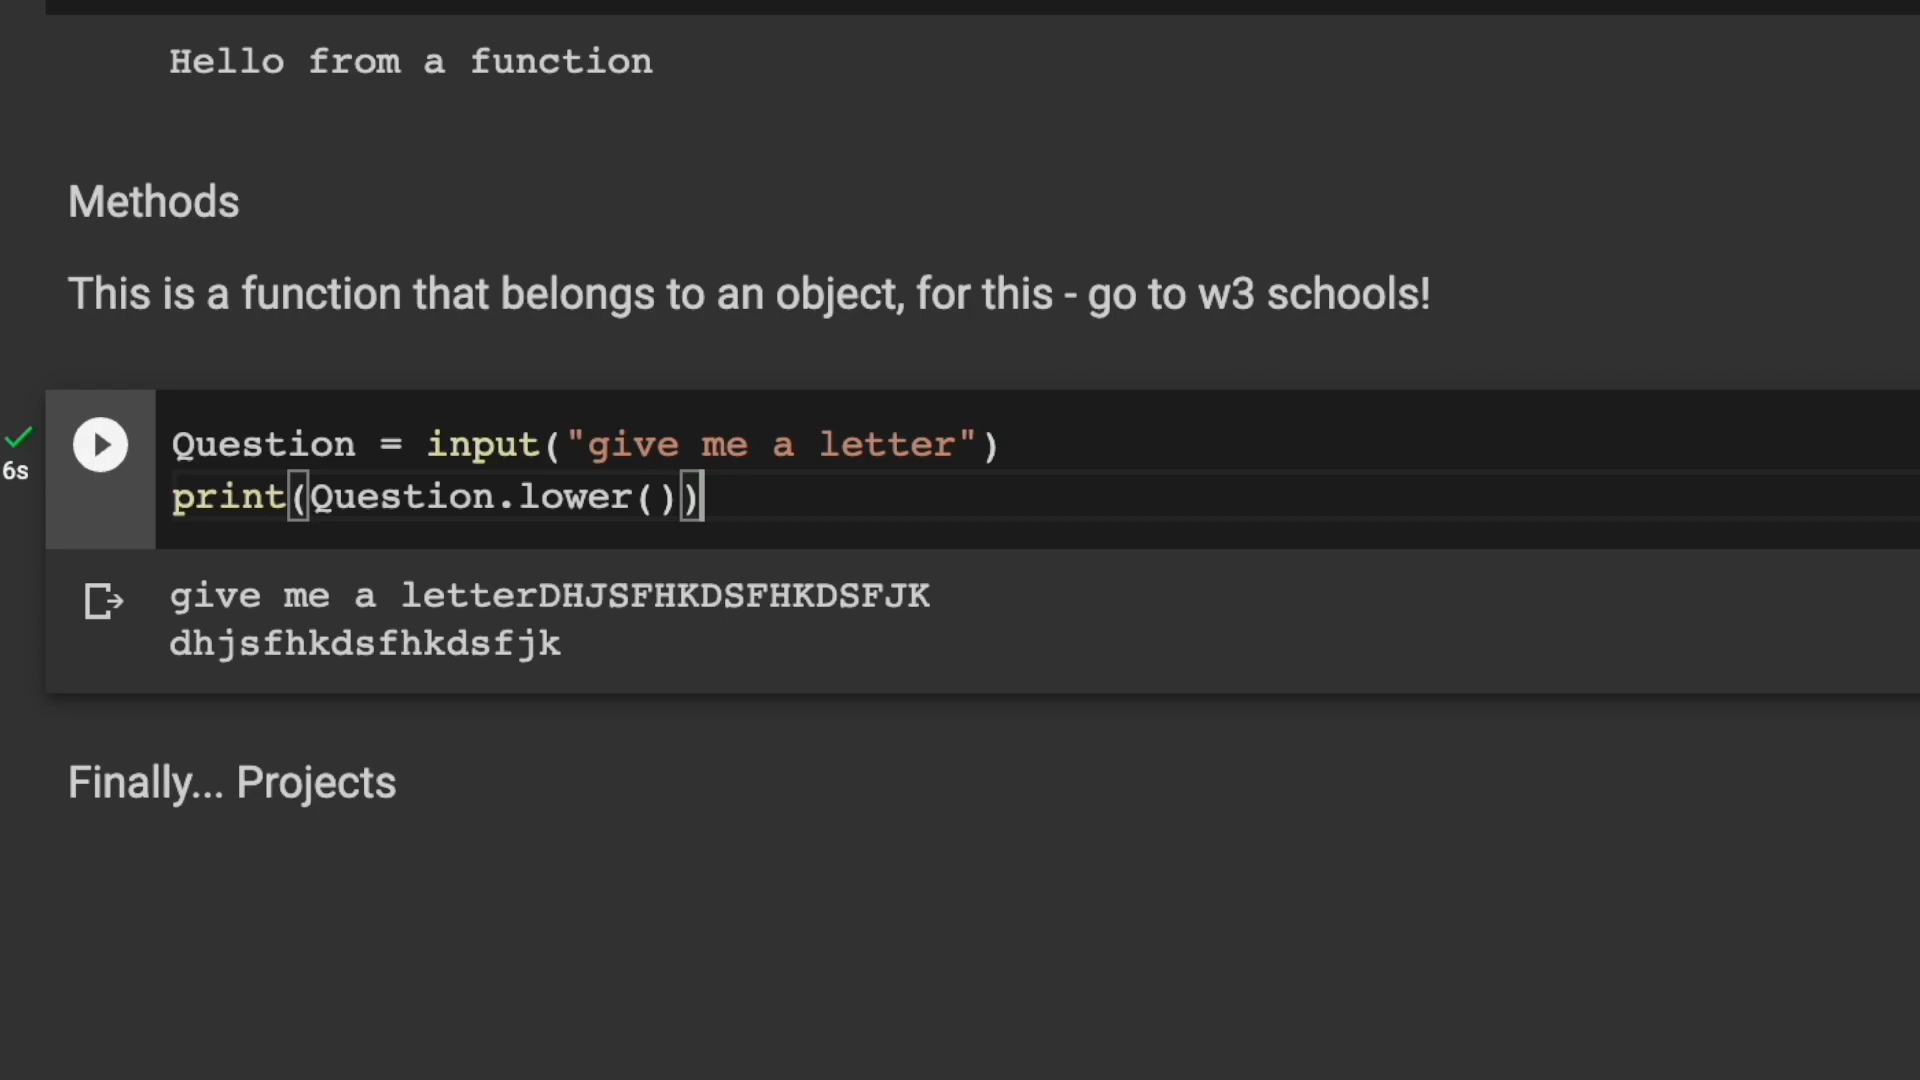 Hello from a function
Methods
This is a function that belongs to an object, for this - go to w3 schools!
6s
Question = input("give me a letter")
print(Question.lower())
give me a letterDHJSFHKDSFHKDSFJK
dhjsfhkdsfhkdsfjk
Finally... Projects